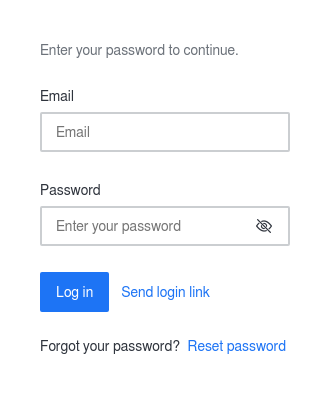 Enter your password to continue.
Email
Email
Password
Enter your password
Log in Send login link
Forgot your password? Reset password